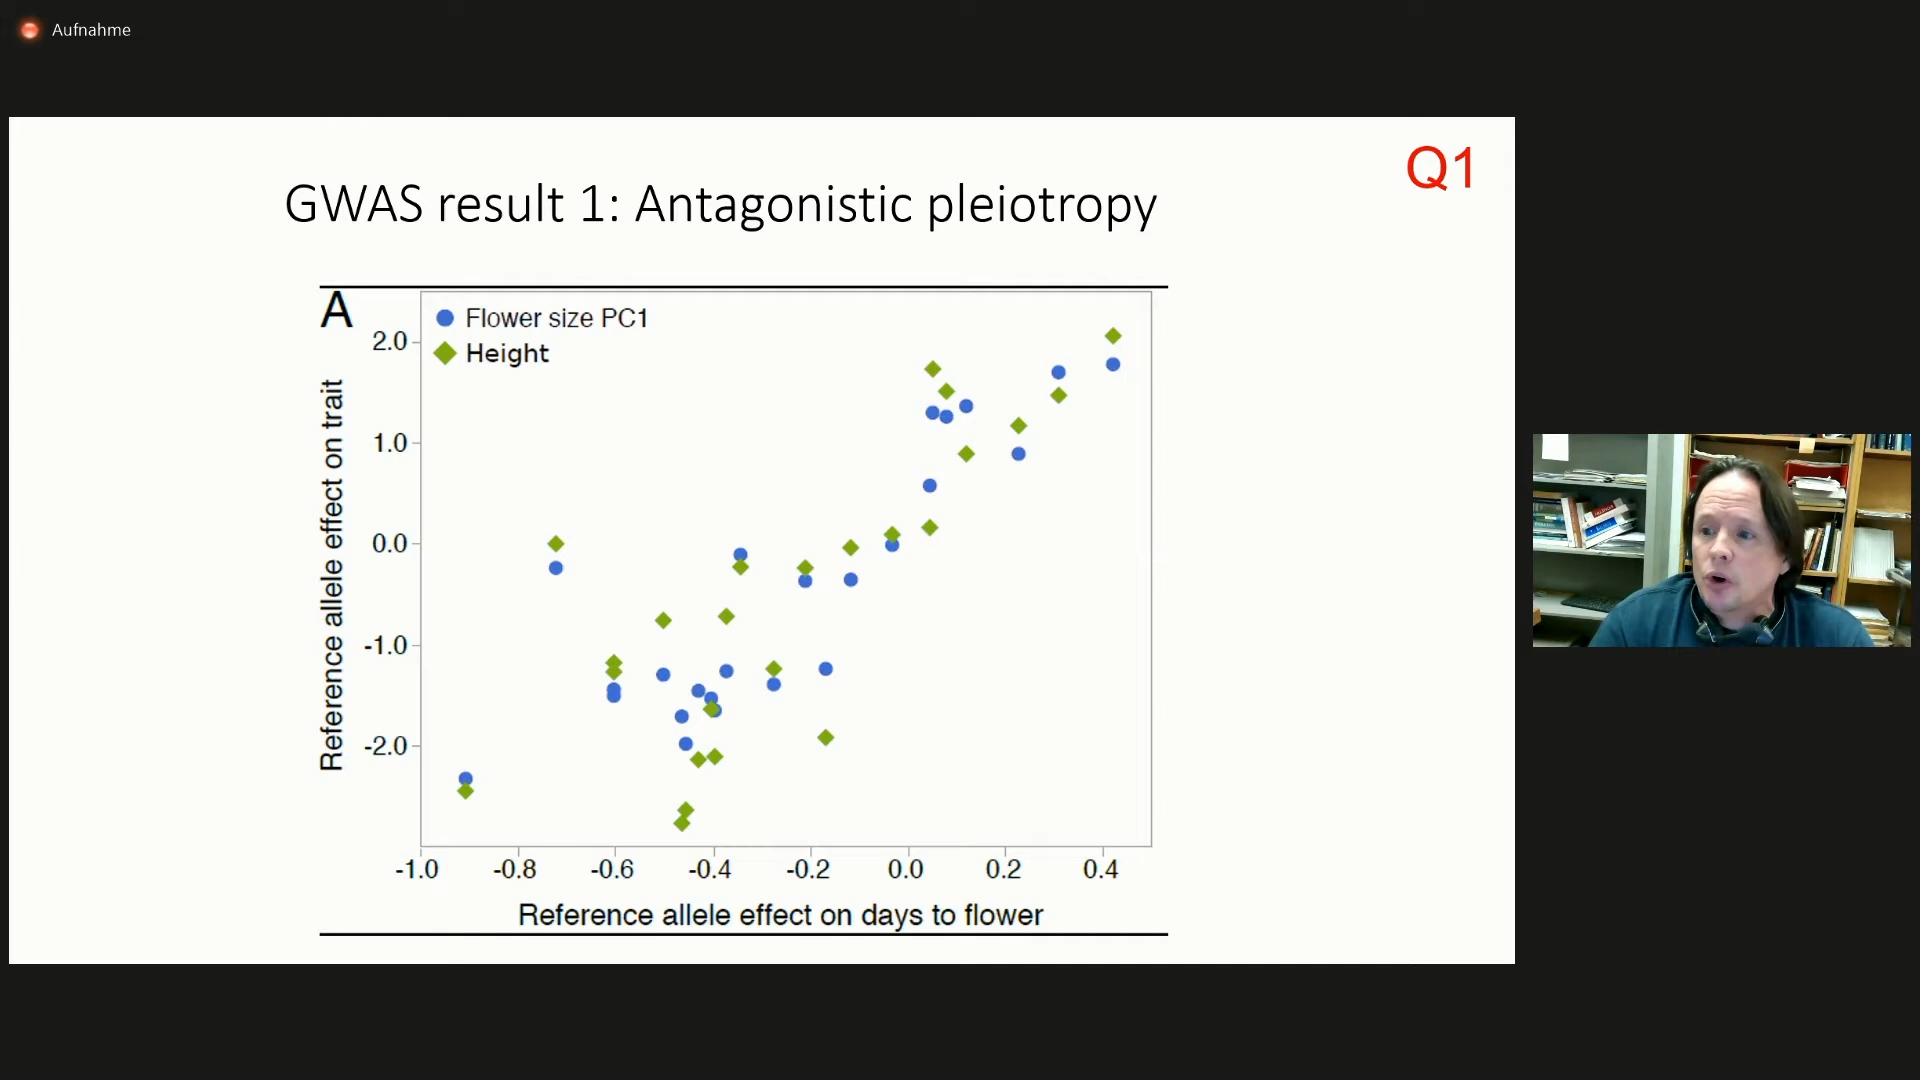 Aufnahme
Q1
GWAS result 1: Antagonistic pleiotropy
A
Flower size PC1
Height
Reference allele effect on trait
2.0
1.0
0.0
-1.0
-2.0
-1.0 -0.8 -0.6 -0.4 -0.2 0.0 0.2 0.4
Reference allele effect on days to flower